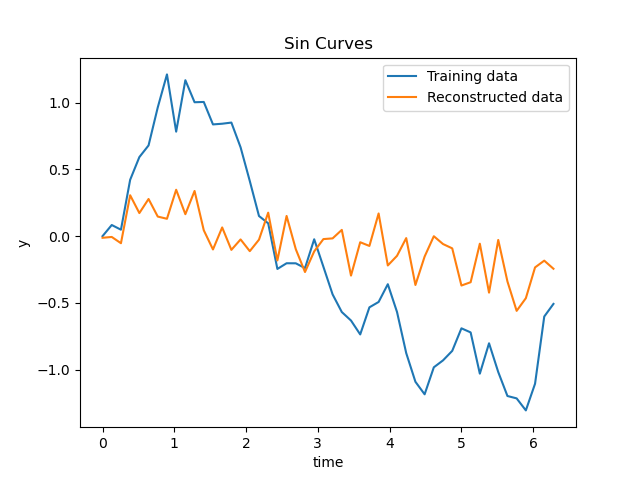 Sin Curves
Training data
Reconstructed data
1.0
0.5
0.0
−0.5
−1.0
y
0 1 2 3 4 5 6
time